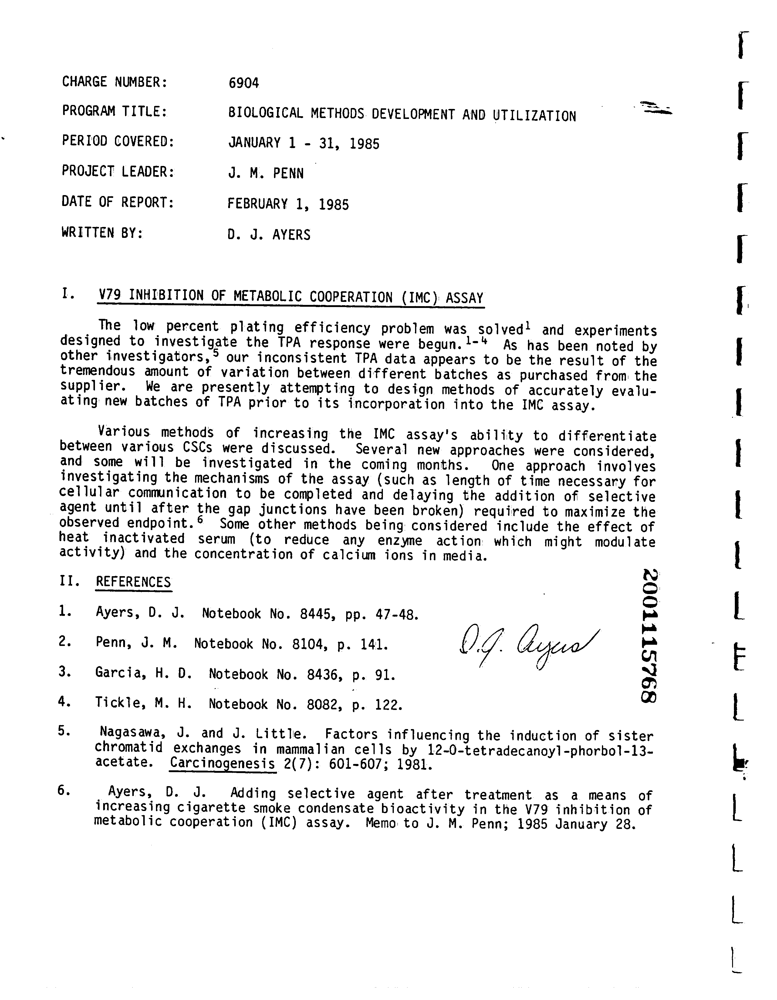 CHARGE NUMBER: 6904
PROGRAM TITLE: BIOLOGICAL METHODS DEVELOPMENT AND UTILIZATION
PERIOD COVERED: JANUARY 1 - 31, 1985
PROJECT LEADER: J. M. PENN
DATE OF REPORT: FEBRUARY 1, 1985
WRITTEN BY: D. J. AYERS
I. V79 INHIBITION OF METABOLIC COOPERATION (IMC) ASSAY
The low percent plating efficiency problem was solved¹ and experiments
designed to investigate the TPA response were begun.¹⁻⁴ As has been noted by
other investigators,⁵ our inconsistent TPA data appears to be the result of the
tremendous amount of variation between different batches as purchased from the
supplier. We are presently attempting to design methods of accurately evalu-
ating new batches of TPA prior to its incorporation into the IMC assay.
Various methods of increasing the IMC assay's ability to differentiate
between various CSCs were discussed. Several new approaches were considered,
and some will be investigated in the coming months. One approach involves
investigating the mechanisms of the assay (such as length of time necessary for
cellular communication to be completed and delaying the addition of selective
agent until after the gap junctions have been broken) required to maximize the
observed endpoint.⁶ Some other methods being considered include the effect of
heat inactivated serum (to reduce any enzyme action which might modulate
activity) and the concentration of calcium ions in media.
II. REFERENCES
1. Ayers, D. J. Notebook No. 8445, pp. 47-48.
2. Penn, J. M. Notebook No. 8104, p. 141.
3. Garcia, H. D. Notebook No. 8436, p. 91.
4. Tickle, M. H. Notebook No. 8082, p. 122.
D.J. Ayers
2001115768
5. Nagasawa, J. and J. Little. Factors influencing the induction of sister
chromatid exchanges in mammalian cells by 12-O-tetradecanoyl-phorbol-13-
acetate. Carcinogenesis 2(7): 601-607; 1981.
6. Ayers, D. J. Adding selective agent after treatment as a means of
increasing cigarette smoke condensate bioactivity in the V79 inhibition of
metabolic cooperation (IMC) assay. Memo to J. M. Penn; 1985 January 28.